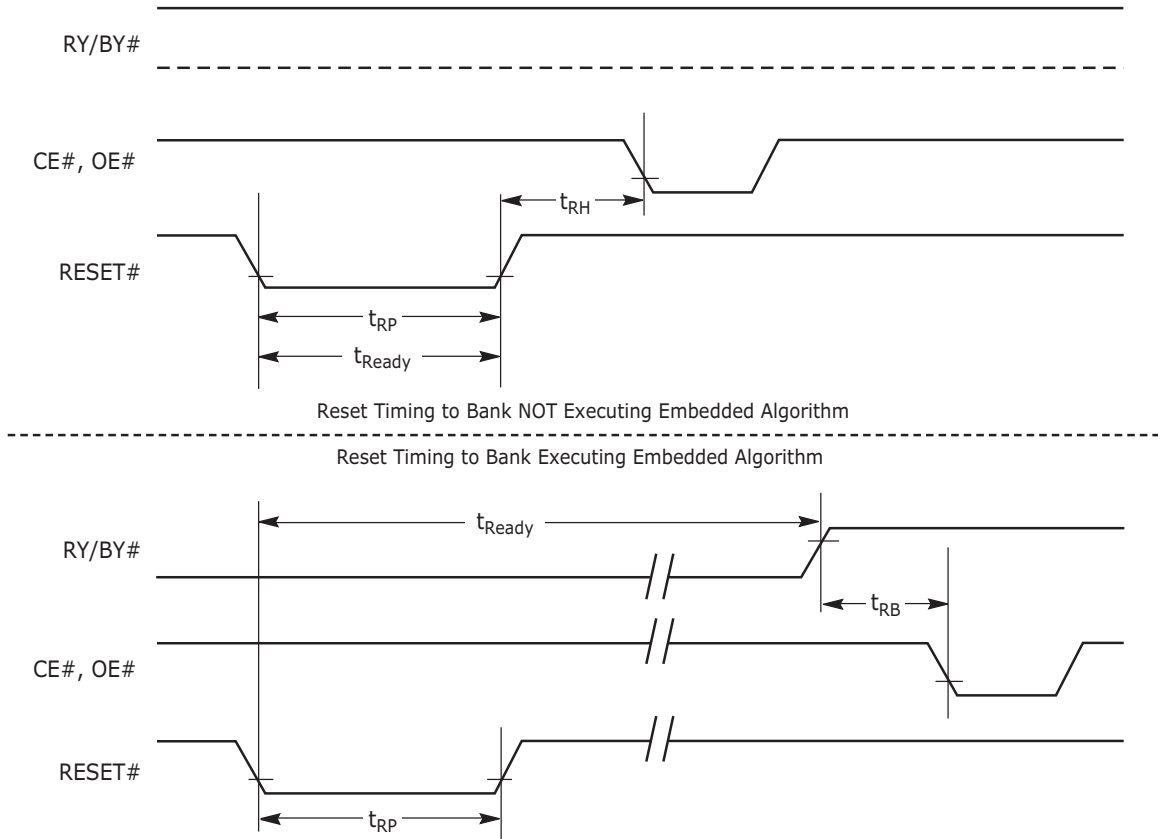 RY/BY#
CE#, OE#
tRH
RESET#
tRP
tReady
Reset Timing to Bank NOT Executing Embedded Algorithm
Reset Timing to Bank Executing Embedded Algorithm
tReady
RY/BY#
tRB
CE#, OE#
RESET#
tRP